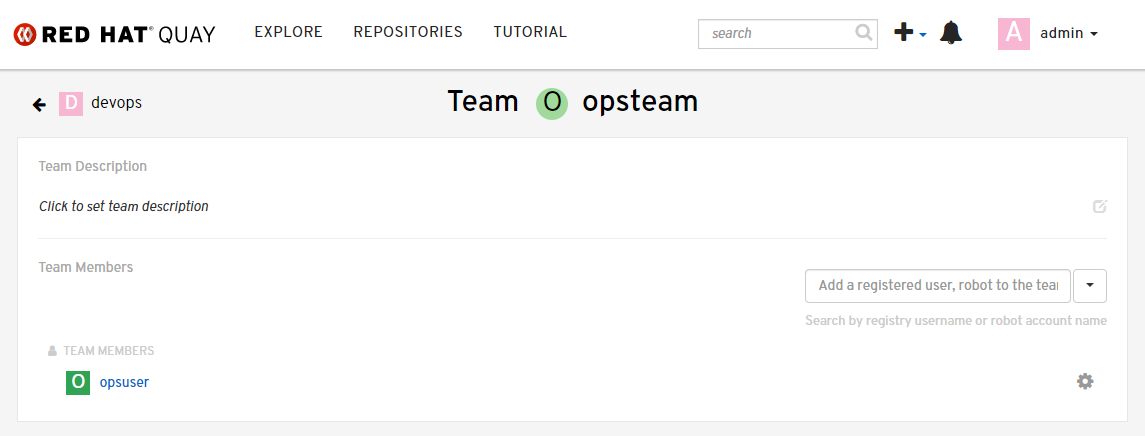 RED HAT® QUAY EXPLORE REPOSITORIES TUTORIAL search A admin
D devops Team O opsteam
Team Description
Click to set team description
Team Members
Add a registered user, robot to the tea
Search by registry username or robot account name
TEAM MEMBERS
O opsuser